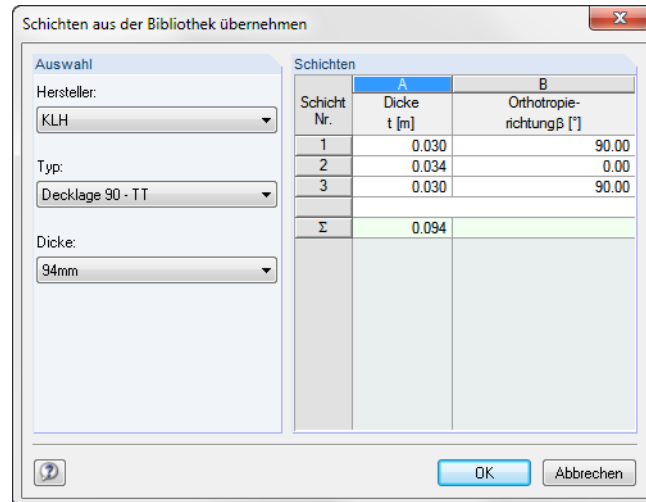 Schichten aus der Bibliothek übernehmen
Auswahl
Hersteller:
KLH
Typ:
Decklage 90 - TT
Dicke:
94mm
Schichten
A B
Schicht Nr. Dicke t [m] Orthotropie-richtungβ [°]
1 0.030 90.00
2 0.034 0.00
3 0.030 90.00
Σ 0.094
OK Abbrechen